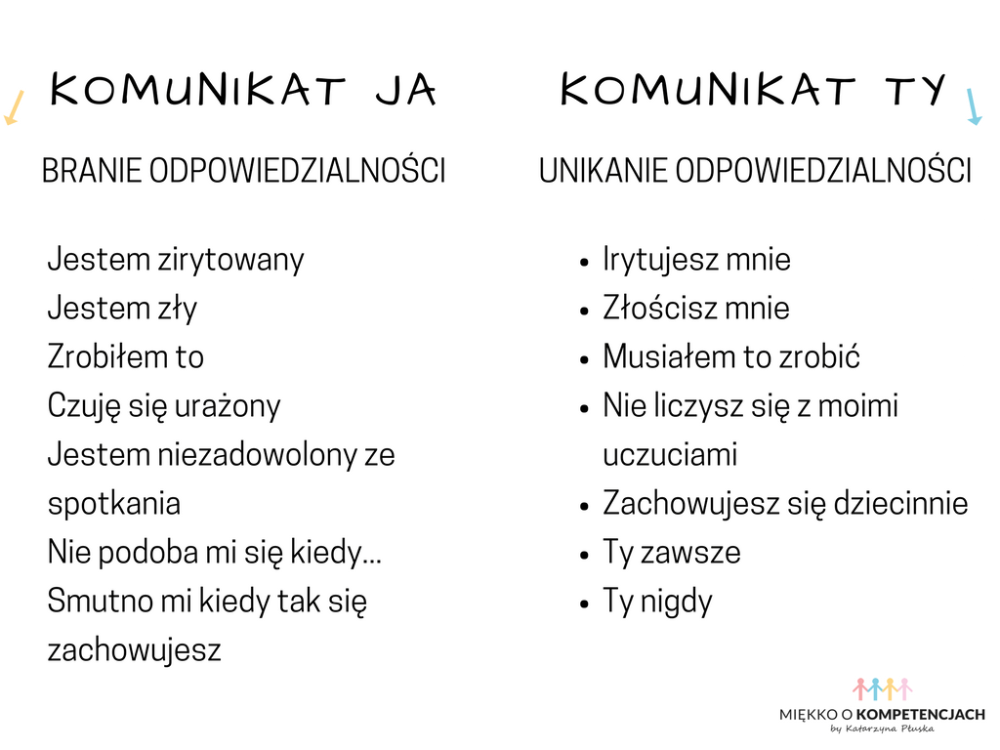 KOMUNIKAT JA
BRANIE ODPOWIEDZIALNOŚCI
Jestem zirytowany
Jestem zły
Zrobiłem to
Czuję się urażony
Jestem niezadowolony ze
spotkania
Nie podoba mi się kiedy...
Smutno mi kiedy tak się
zachowujesz
KOMUNIKAT TY
UNIKANIE ODPOWIEDZIALNOŚCI
• Irytujesz mnie
• Złościsz mnie
• Musiałem to zrobić
• Nie liczysz się z moimi
uczuciami
• Zachowujesz się dziecinnie
• Ty zawsze
• Ty nigdy
MIĘKKO O KOMPETENCJACH
by Katarzyna Płuska